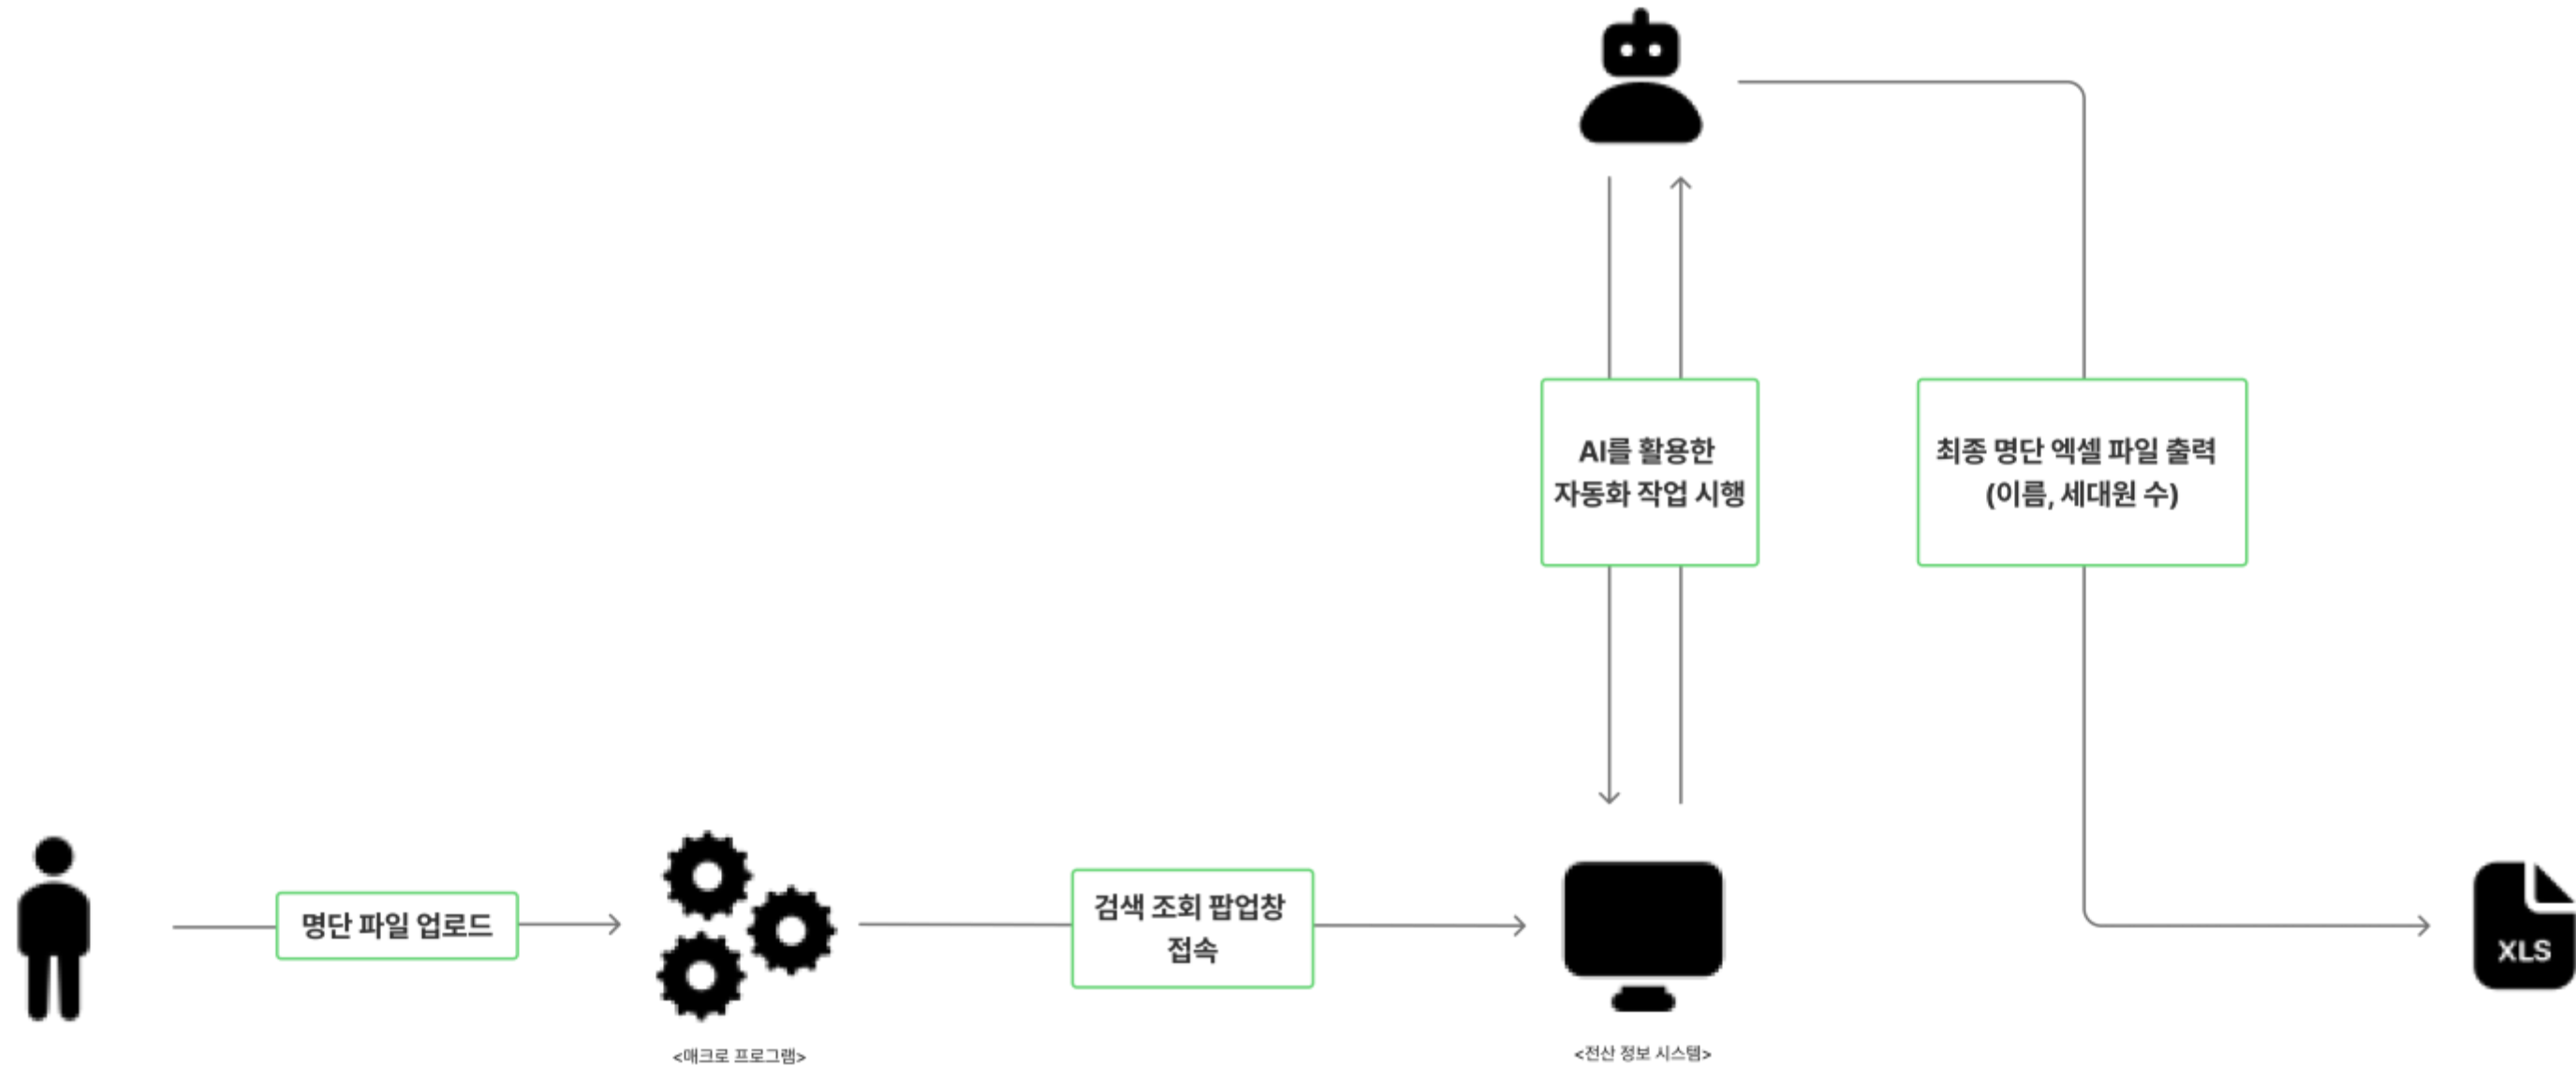 AI를 활용한
자동화 작업 시행
최종 명단 엑셀 파일 출력
(이름, 세대원 수)
명단 파일 업로드
검색 조회 팝업창
접속
XLS
<매크로 프로그램>
<전산 정보 시스템>